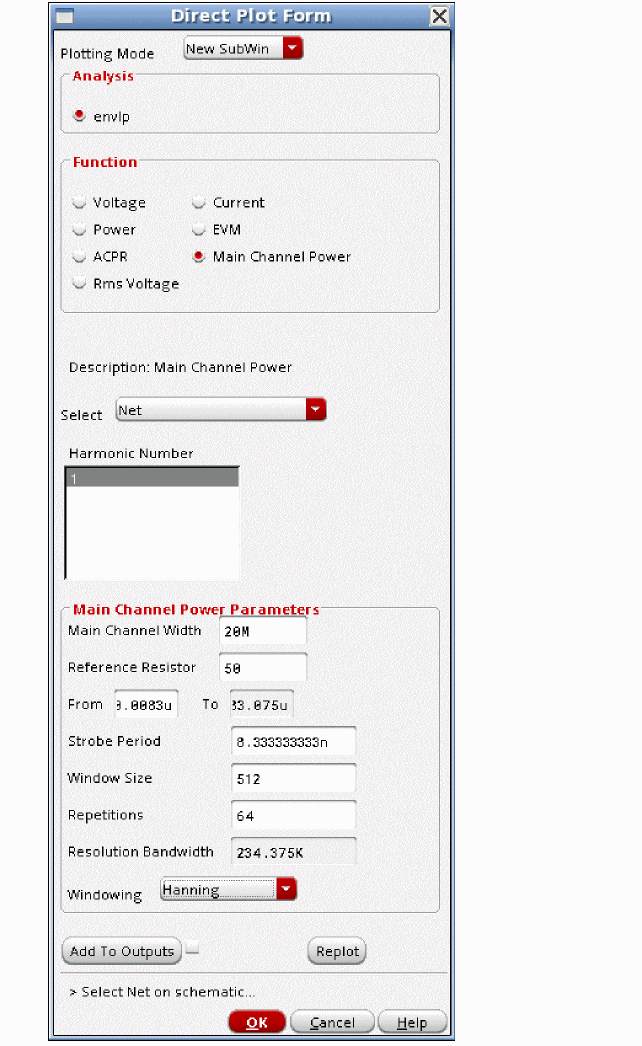 Direct Plot Form
Plotting Mode New SubWin
Analysis
envlp
Function
Voltage Current
Power EVM
ACPR Main Channel Power
Rms Voltage
Description: Main Channel Power
Select Net
Harmonic Number
1
Main Channel Power Parameters
Main Channel Width 20M
Reference Resistor 50
From .0083u To 33.075u
Strobe Period 8.333333333n
Window Size 512
Repetitions 64
Resolution Bandwidth 234.375K
Windowing Hanning
Add To Outputs Replot
> Select Net on schematic...
OK Cancel Help